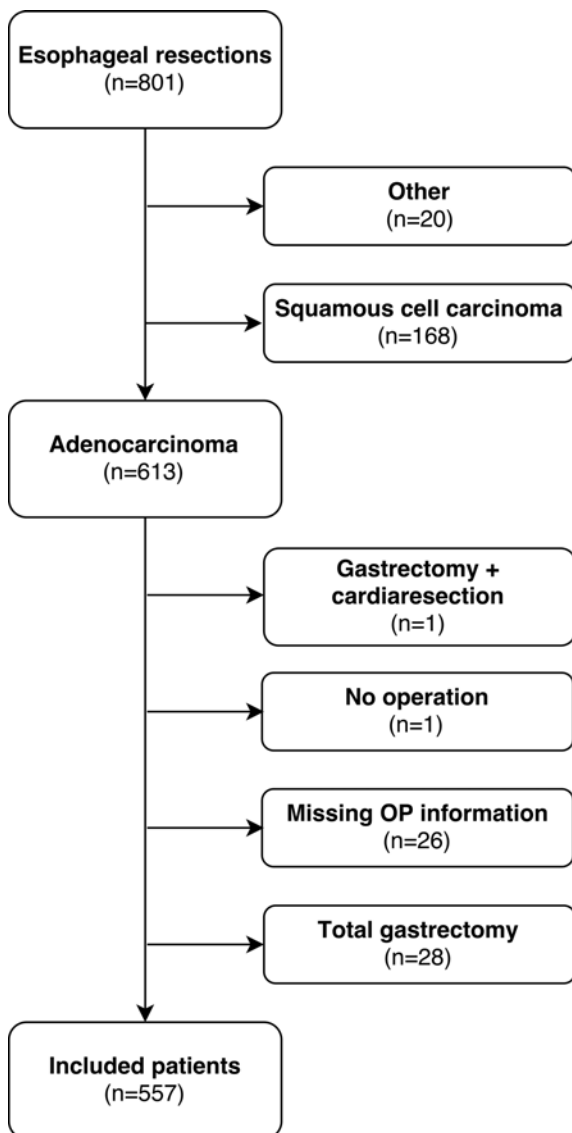 Esophageal resections
(n=801)
Other
(n=20)
Squamous cell carcinoma
(n=168)
Adenocarcinoma
(n=613)
Gastrectomy +
cardiaresection
(n=1)
No operation
(n=1)
Missing OP information
(n=26)
Total gastrectomy
(n=28)
Included patients
(n=557)